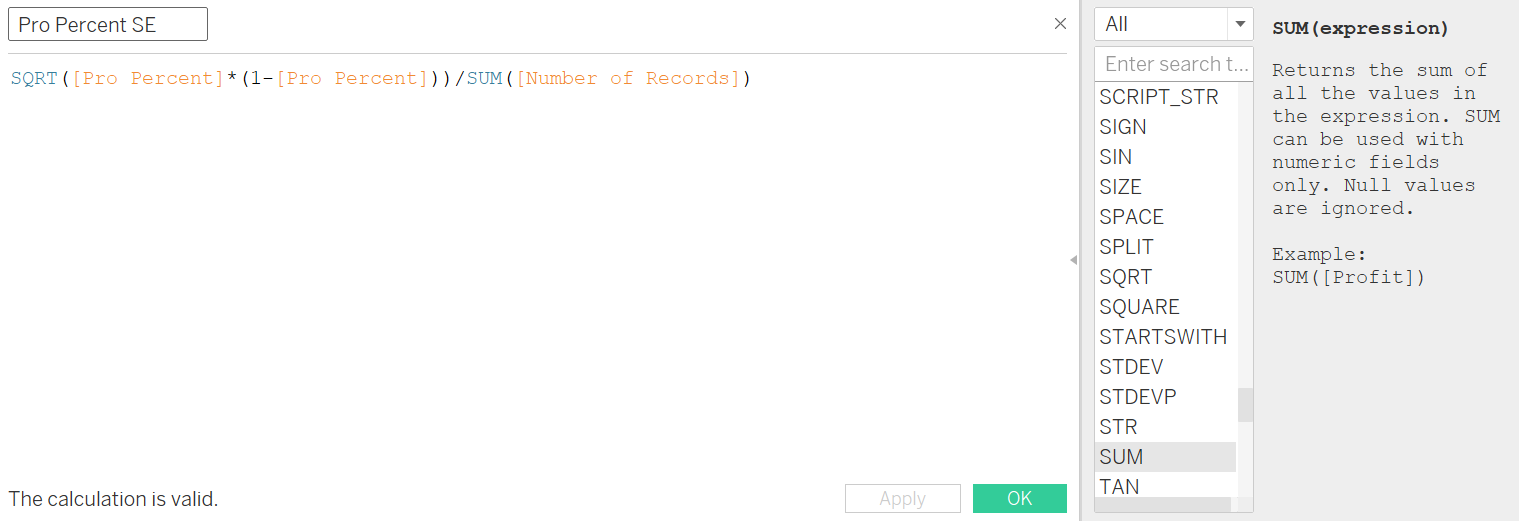 Pro Percent SE
SQRT([Pro Percent]*(1-[Pro Percent]))/SUM([Number of Records])
The calculation is valid.
Apply
OK
All
Enter search t...
SCRIPT_STR
SIGN
SIN
SIZE
SPACE
SPLIT
SQRT
SQUARE
STARTSWITH
STDEV
STDEVP
STR
SUM
TAN
SUM(expression)
Returns the sum of
all the values in
the expression. SUM
can be used with
numeric fields
only. Null values
are ignored.
Example:
SUM([Profit])